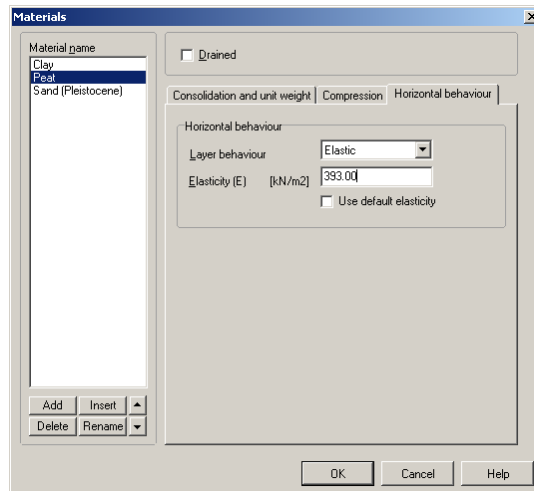 Materials
Material name
Clay
Peat
Sand (Pleistocene)
Add Insert
Delete Rename
Drained
Consolidation and unit weight Compression Horizontal behaviour
Horizontal behaviour
Layer behaviour Elastic
Elasticity (E) [kN/m2] 393.00
Use default elasticity
OK Cancel Help